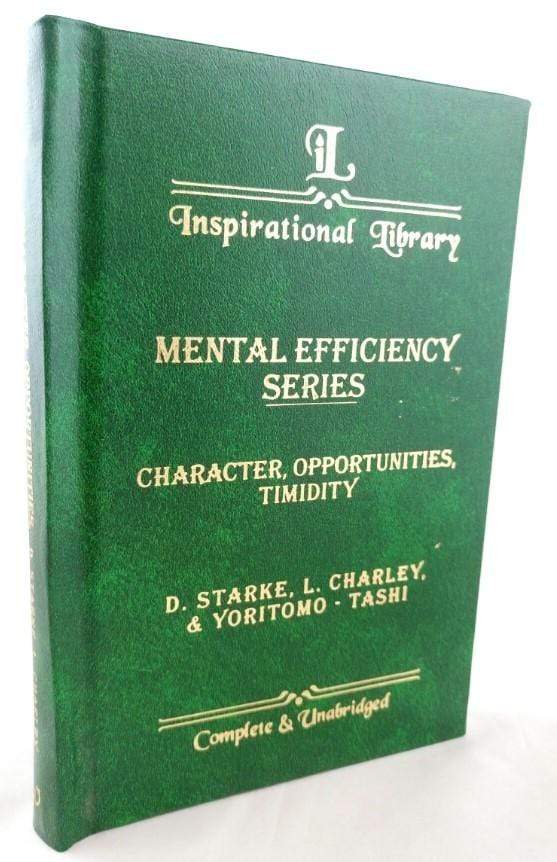 iL
Inspirational Library
MENTAL EFFICIENCY
SERIES
CHARACTER, OPPORTUNITIES,
TIMIDITY
D. STARKE, L. CHARLEY,
& YORITOMO - TASHI
Complete & Unabridged